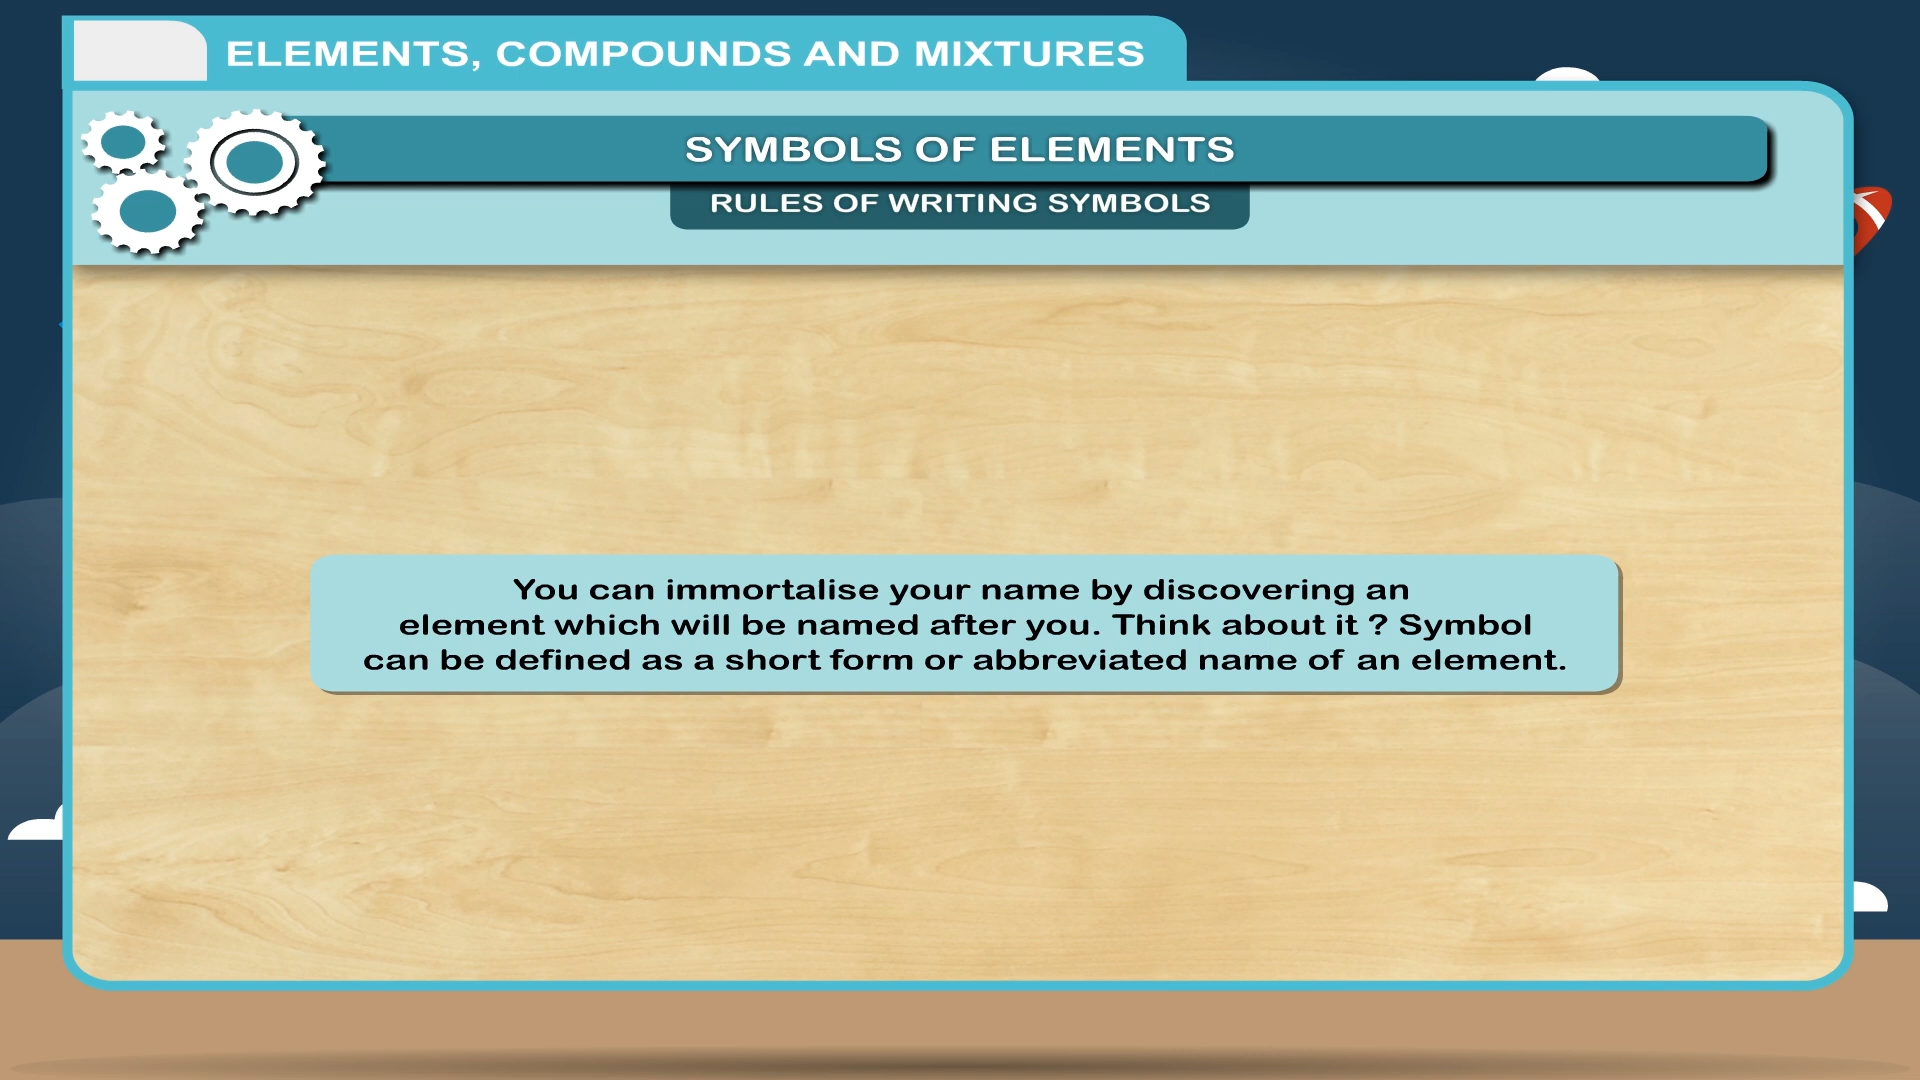 ELEMENTS, COMPOUNDS AND MIXTURES
SYMBOLS OF ELEMENTS
RULES OF WRITING SYMBOLS
You can immortalise your name by discovering an
element which will be named after you. Think about it ? Symbol
can be defined as a short form or abbreviated name of an element.